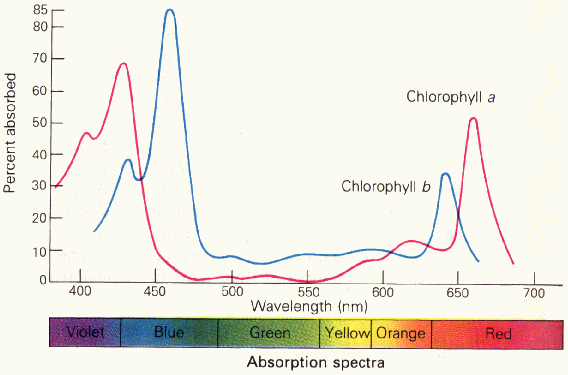 85
80
70
60
50
40
30
20
10
0
Percent absorbed
Chlorophyll a
Chlorophyll b
400 450 500 550 600 650 700
Wavelength (nm)
Violet Blue Green Yellow Orange Red
Absorption spectra